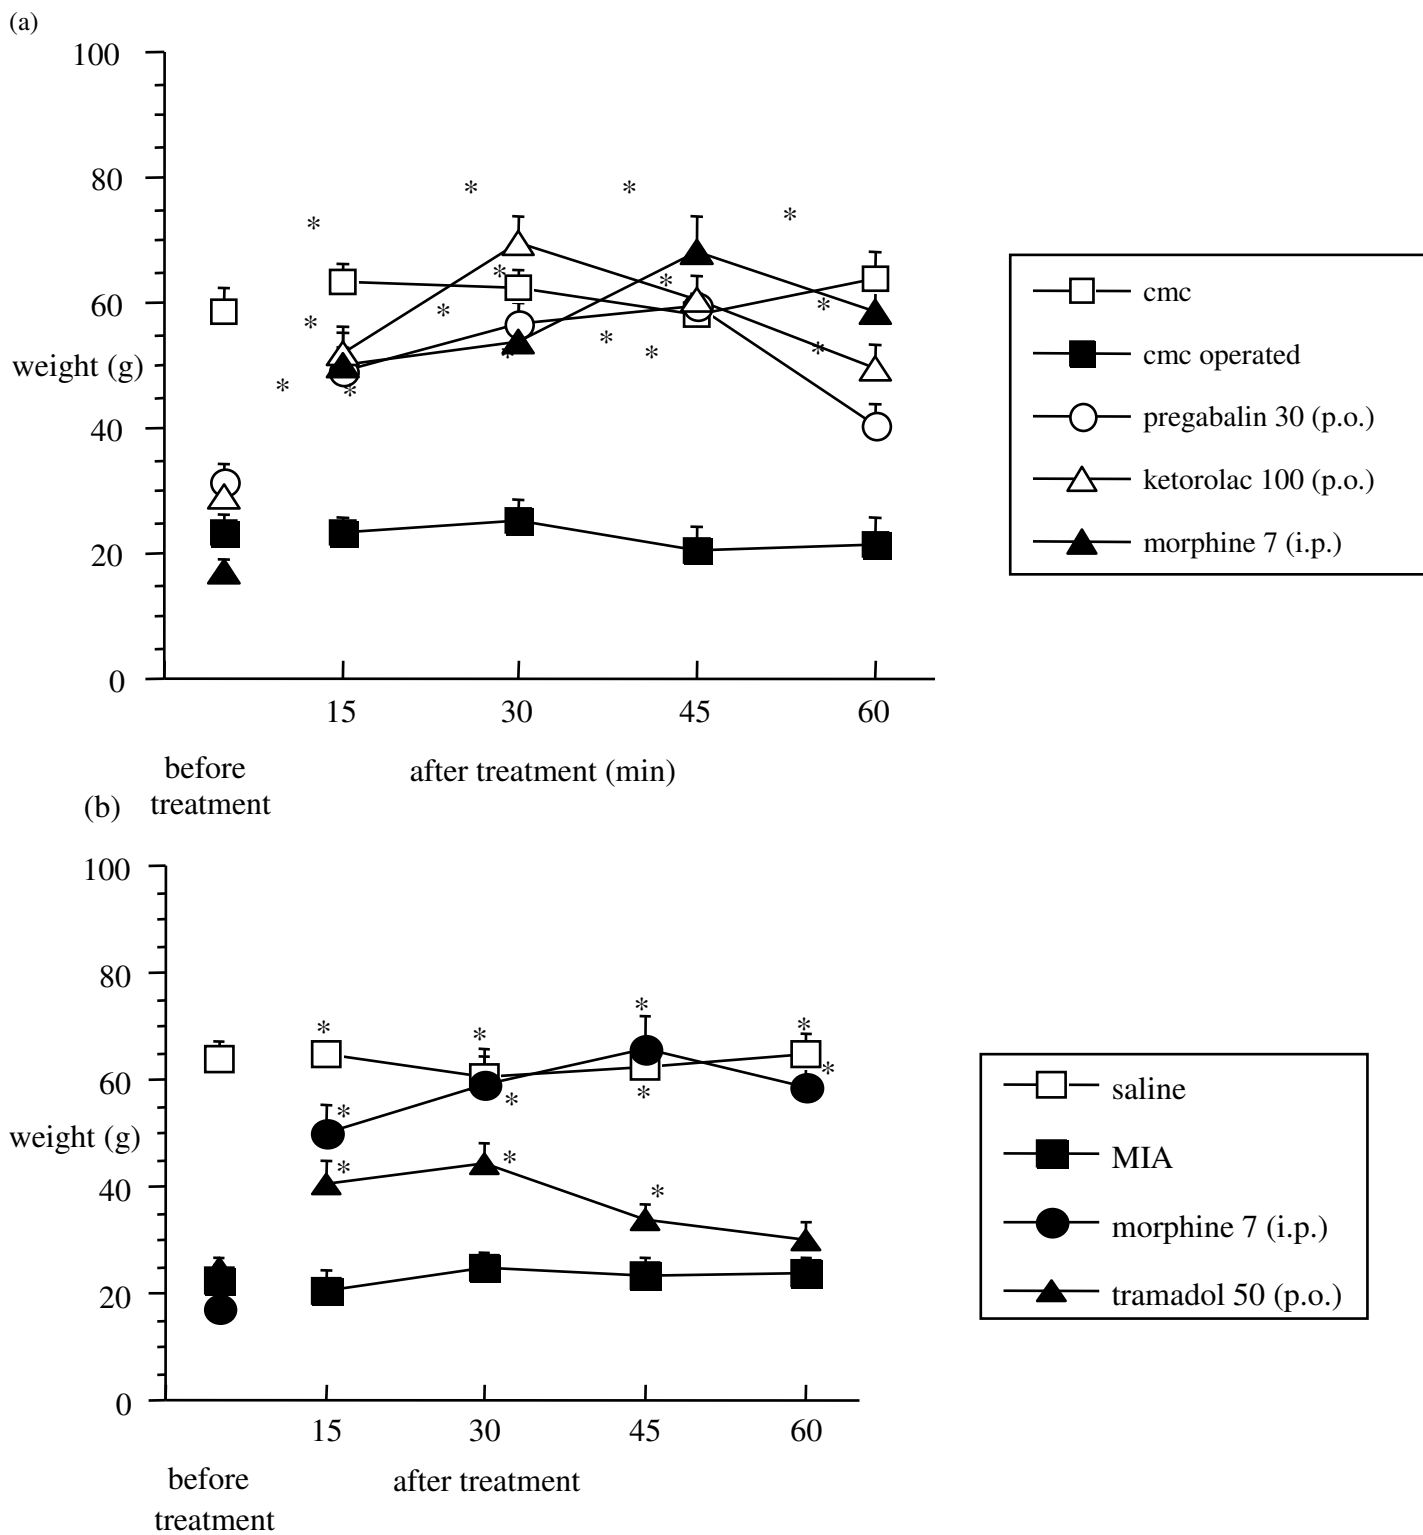 (a)
100
80
60
weight (g)
40
20
0
15 30 45 60
before treatment
after treatment (min)
* * * * * * * * * * * * * * * *
cmc
cmc operated
pregabalin 30 (p.o.)
ketorolac 100 (p.o.)
morphine 7 (i.p.)
(b)
100
80
60
weight (g)
40
20
0
15 30 45 60
before
treatment
after treatment
* * * * * * * * * * * *
saline
MIA
morphine 7 (i.p.)
tramadol 50 (p.o.)